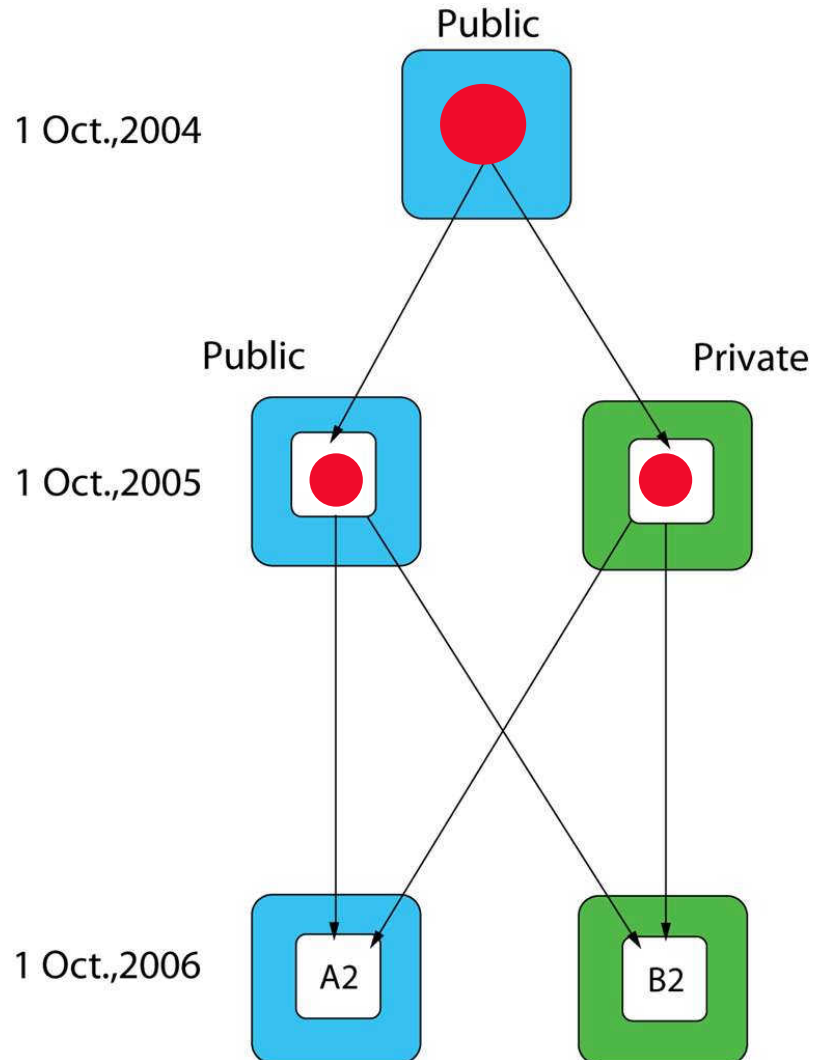 Public
1 Oct.,2004
Public
Private
1 Oct.,2005
1 Oct.,2006
A2
B2